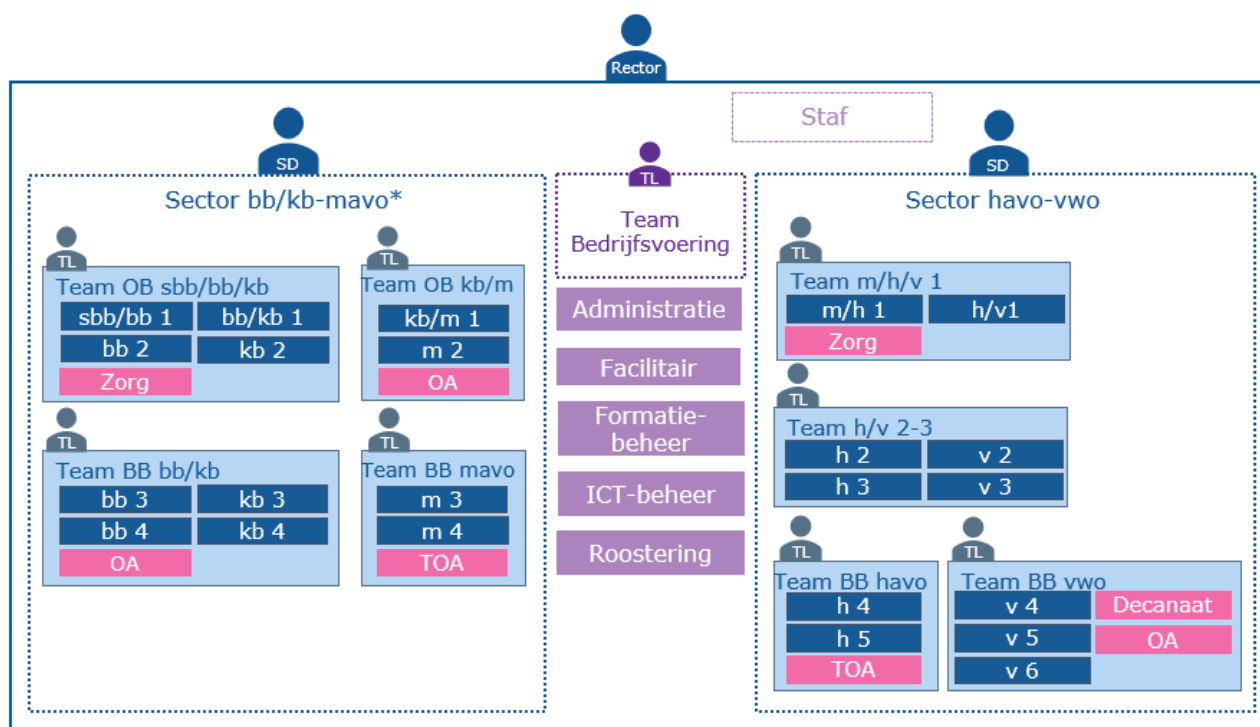 Rector
Staf
SD
Sector bb/kb-mavo*
TL
Team OB sbb/bb/kb
sbb/bb 1
bb/kb 1
bb 2
kb 2
Zorg
TL
Team OB kb/m
kb/m 1
m 2
OA
TL
Team BB bb/kb
bb 3
kb 3
bb 4
kb 4
OA
TL
Team BB mavo
m 3
m 4
TOA
TL
Team
Bedrijfsvoering
Administratie
Facilitair
Formatie-
beheer
ICT-beheer
Roostering
SD
Sector havo-vwo
TL
Team m/h/v 1
m/h 1
h/v1
Zorg
TL
Team h/v 2-3
h 2
v 2
h 3
v 3
TL
Team BB havo
h 4
h 5
TOA
TL
Team BB vwo
v 4
Decanaat
v 5
OA
v 6